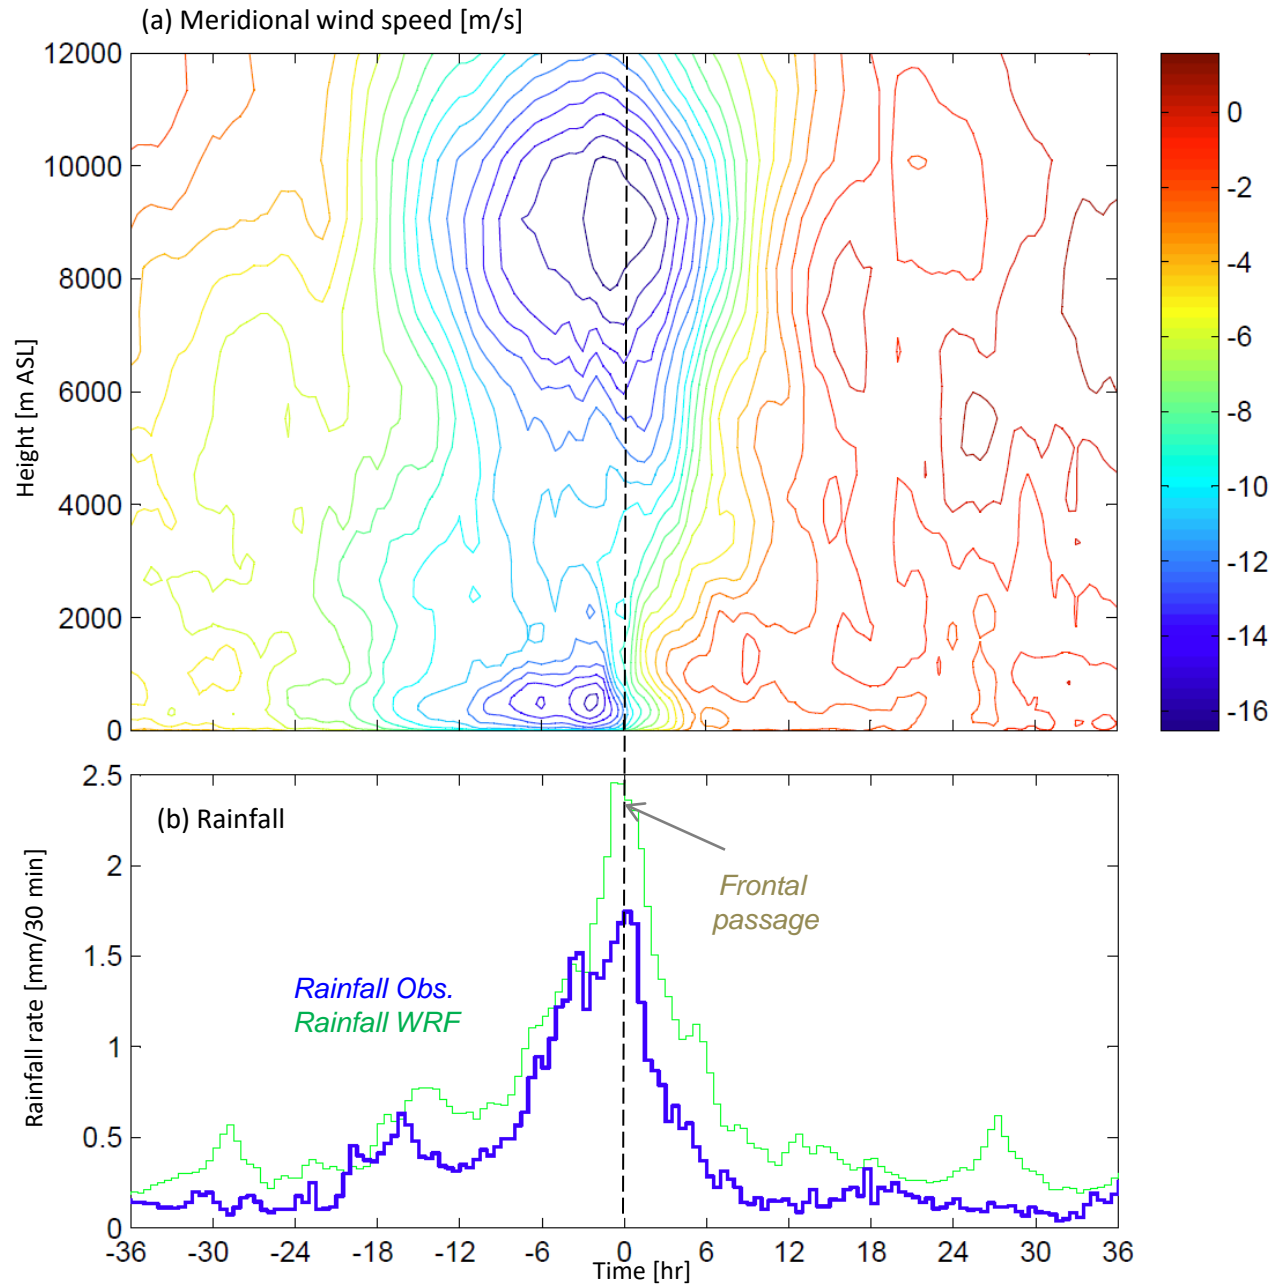 (a) Meridional wind speed [m/s]
12000
10000
8000
6000
4000
2000
0
Height [m ASL]
0
-2
-4
-6
-8
-10
-12
-14
-16
2.5
2
1.5
1
0.5
0
Rainfall rate [mm/30 min]
(b) Rainfall
Frontal
passage
Rainfall Obs.
Rainfall WRF
-36 -30 -24 -18 -12 -6 0 6 12 18 24 30 36
Time [hr]